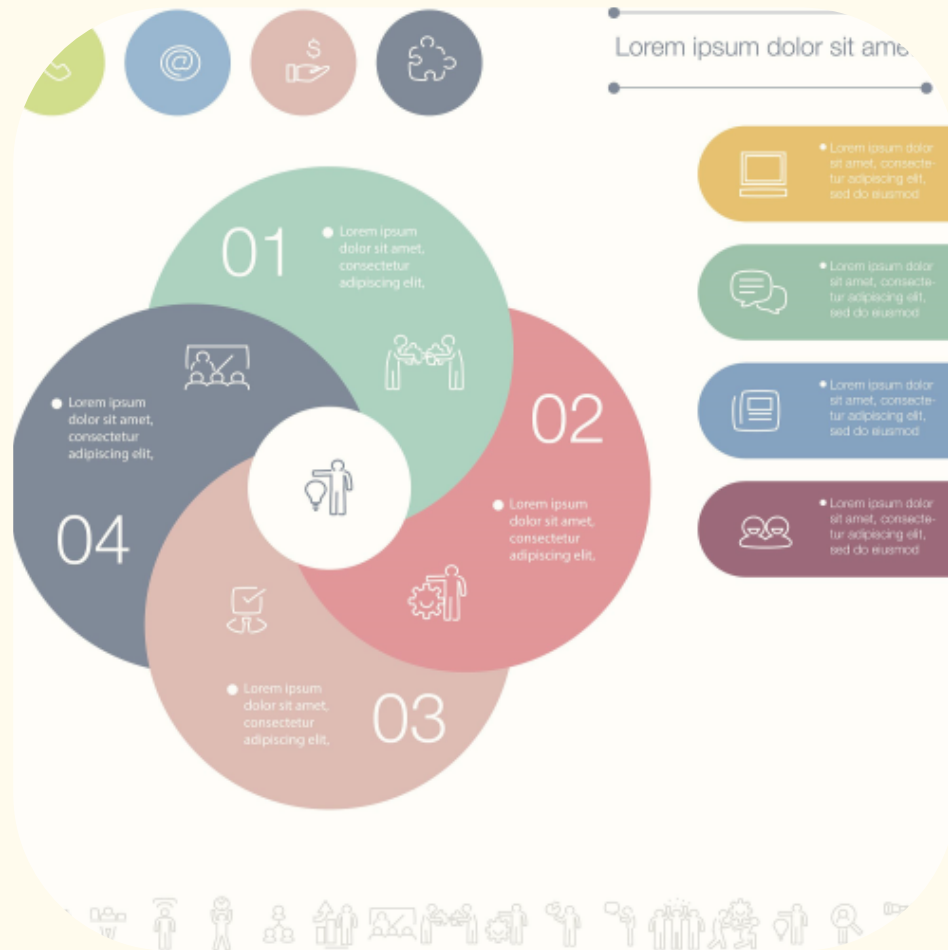 Lorem ipsum dolor sit ame
01
Lorem ipsum
dolor sit amet,
consectetur
adipiscing elit,
02
Lorem ipsum
dolor sit amet,
consectetur
adipiscing elit,
03
Lorem ipsum
dolor sit amet,
consectetur
adipiscing elit,
04
Lorem ipsum
dolor sit amet,
consectetur
adipiscing elit,
Lorem ipsum dolor
sit amet, consecte-
tur adipiscing elit,
sed do eiusmod
Lorem ipsum dolor
sit amet, consecte-
tur adipiscing elit,
sed do eiusmod
Lorem ipsum dolor
sit amet, consecte-
tur adipiscing elit,
sed do eiusmod
Lorem ipsum dolor
sit amet, consecte-
tur adipiscing elit,
sed do eiusmod